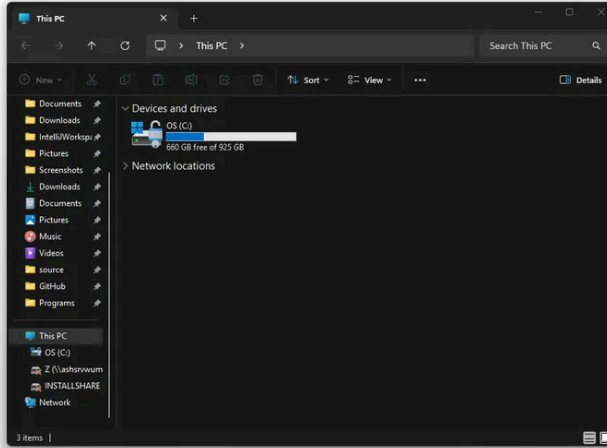 This PC
This PC
Search This PC
New
Sort
View
Details
Documents
Downloads
IntelliJWorkspa
Pictures
Screenshots
Downloads
Documents
Pictures
Music
Videos
source
GitHub
Programs
This PC
OS (C:)
Z (\\ashsrvwum
INSTALLSHARE
Network
Devices and drives
OS (C:)
660 GB free of 925 GB
Network locations
3 items